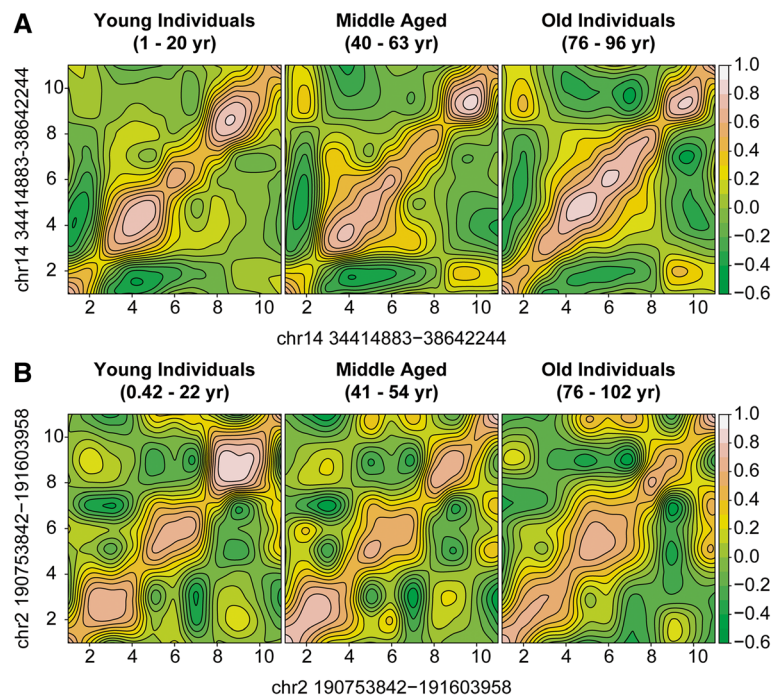 A
Young Individuals
(1 - 20 yr)
Middle Aged
(40 - 63 yr)
Old Individuals
(76 - 96 yr)
chr14 34414883−38642244
10
8
6
4
2
2 4 6 8 10
2 4 6 8 10
2 4 6 8 10
1.0
0.8
0.6
0.4
0.2
0.0
−0.2
−0.4
−0.6
chr14 34414883−38642244
B
Young Individuals
(0.42 - 22 yr)
Middle Aged
(41 - 54 yr)
Old Individuals
(76 - 102 yr)
chr2 190753842−191603958
10
8
6
4
2
2 4 6 8 10
2 4 6 8 10
2 4 6 8 10
1.0
0.8
0.6
0.4
0.2
0.0
−0.2
−0.4
−0.6
chr2 190753842−191603958